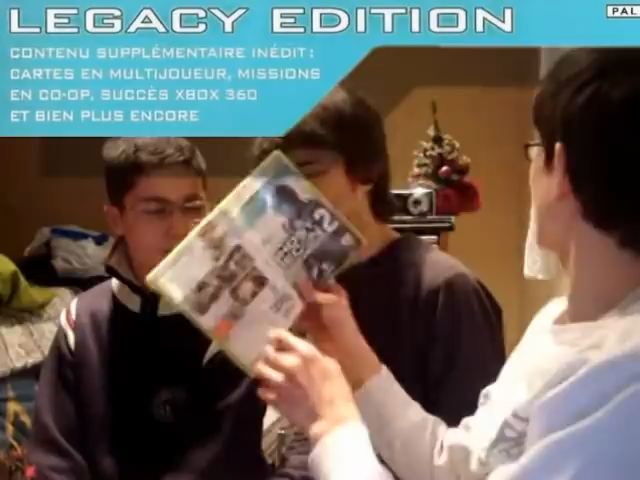 LEGACY EDITION
PAL
CONTENU SUPPLÉMENTAIRE INÉDIT :
CARTES EN MULTIJOUEUR, MISSIONS
EN CO-OP, SUCCÈS XBOX 360
ET BIEN PLUS ENCORE
2